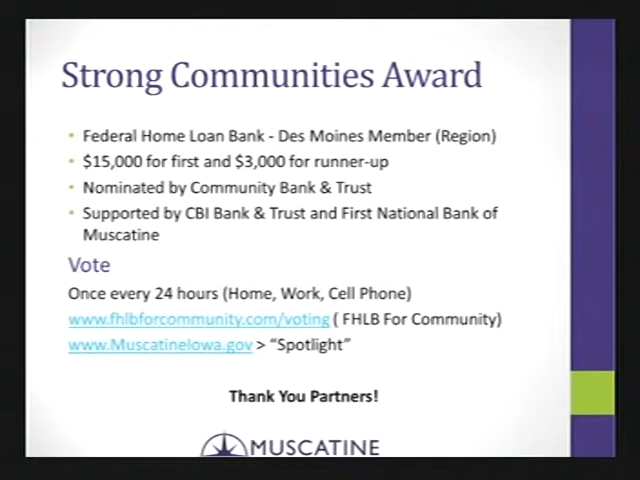 Strong Communities Award
• Federal Home Loan Bank - Des Moines Member (Region)
• $15,000 for first and $3,000 for runner-up
• Nominated by Community Bank & Trust
• Supported by CBI Bank & Trust and First National Bank of
Muscatine
Vote
Once every 24 hours (Home, Work, Cell Phone)
www.fhlbforcommunity.com/voting ( FHLB For Community)
www.MuscatineIowa.gov > “Spotlight”
Thank You Partners!
MUSCATINE